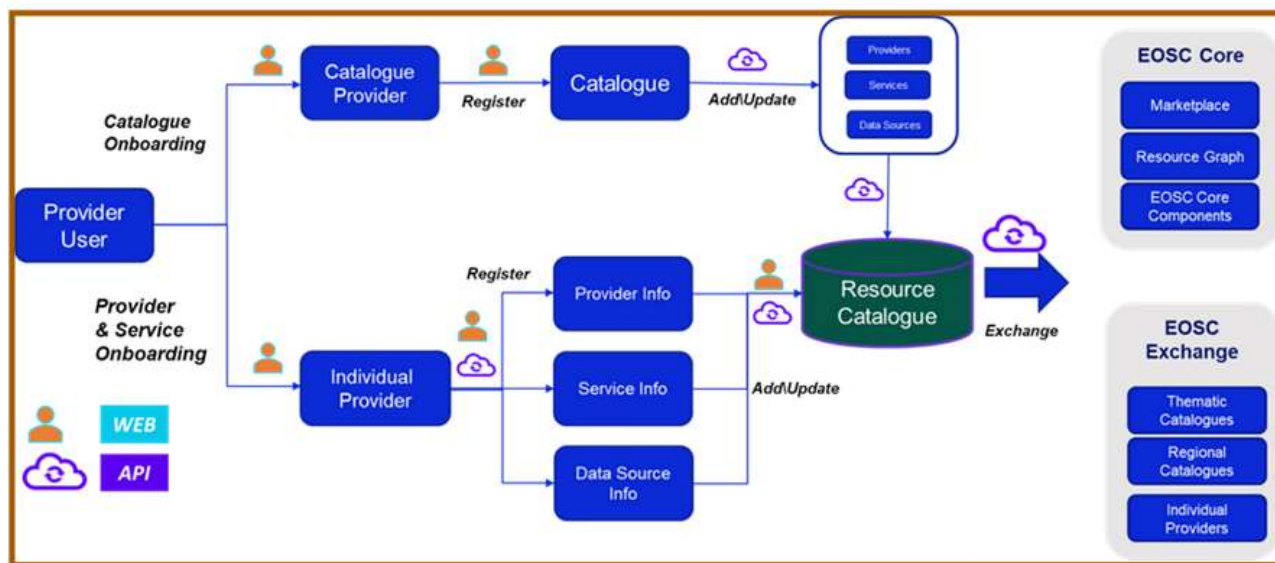 Catalogue
Provider
Register
Catalogue
Add\Update
Providers
Services
Data Sources
EOSC Core
Marketplace
Resource Graph
EOSC Core
Components
Catalogue
Onboarding
Provider
User
Provider
& Service
Onboarding
Individual
Provider
Register
Provider Info
Service Info
Data Source
Info
Add\Update
Resource
Catalogue
Exchange
EOSC
Exchange
Thematic
Catalogues
Regional
Catalogues
Individual
Providers
WEB
API